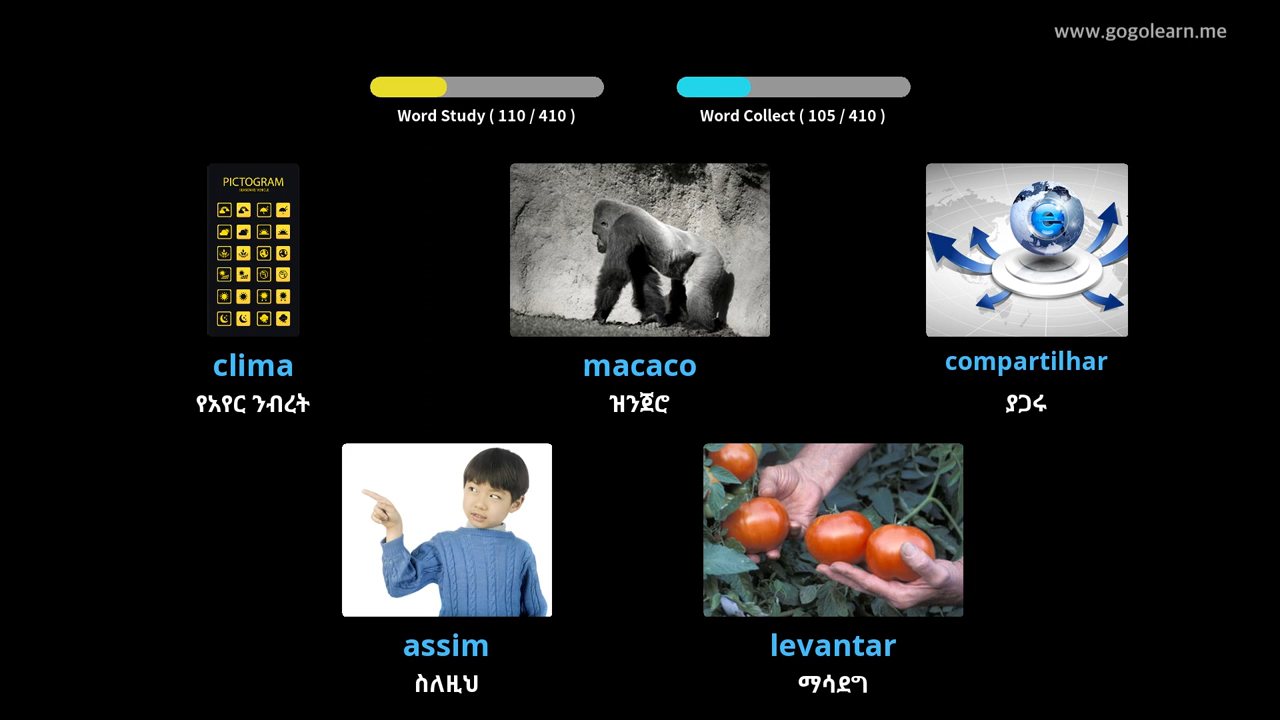 www.gogolearn.me
Word Study ( 110 / 410 )
Word Collect ( 105 / 410 )
PICTOGRAM
clima
የአየር ንብረት
macaco
ዝንጀሮ
compartilhar
ያጋሩ
assim
ስለዚህ
levantar
ማሳደግ